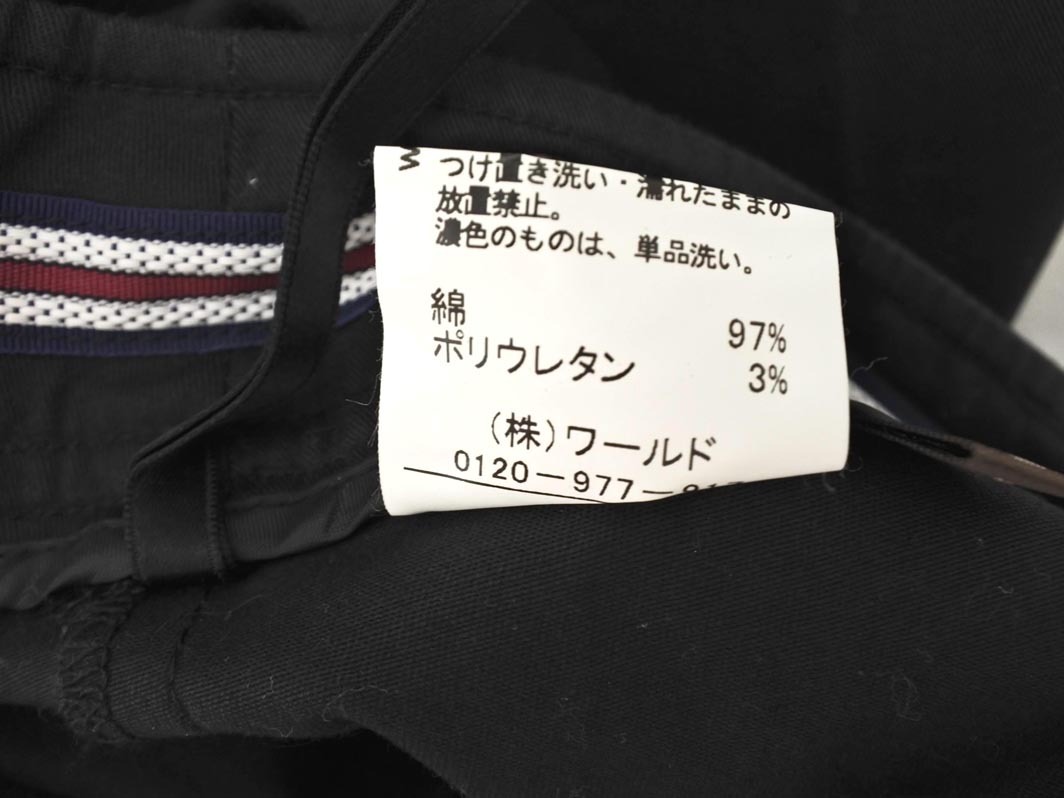 つけ置き洗い・濡れたままの
放置禁止。
濃色のものは、単品洗い。
綿 97%
ポリウレタン 3%
(株)ワールド
0120-977-